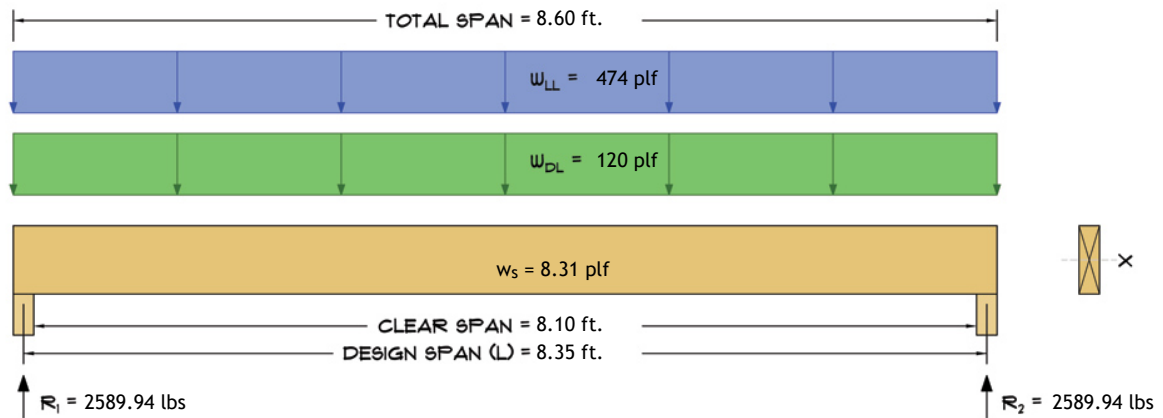 TOTAL SPAN = 8.60 ft.
wLL = 474 plf
wDL = 120 plf
ws = 8.31 plf
X
CLEAR SPAN = 8.10 ft.
DESIGN SPAN (L) = 8.35 ft.
R1 = 2589.94 lbs
R2 = 2589.94 lbs